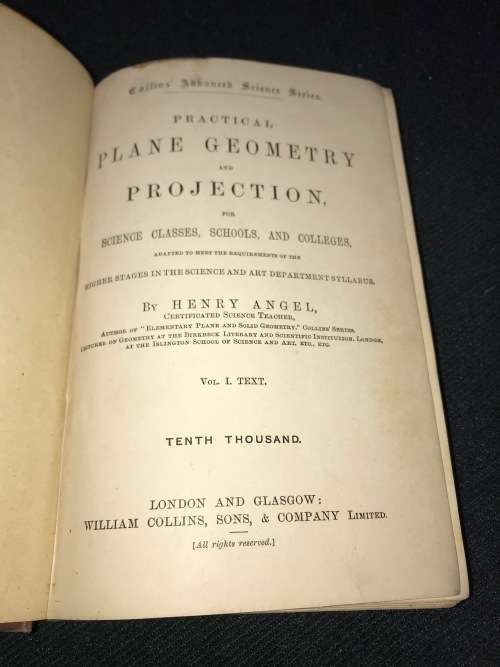 Collins' Advanced Science Series.
PRACTICAL
PLANE GEOMETRY
AND
PROJECTION,
FOR
SCIENCE CLASSES, SCHOOLS, AND COLLEGES,
ADAPTED TO MEET THE REQUIREMENTS OF THE
HIGHER STAGES IN THE SCIENCE AND ART DEPARTMENT SYLLABUS.
BY HENRY ANGEL,
CERTIFICATED SCIENCE TEACHER,
AUTHOR OF "ELEMENTARY PLANE AND SOLID GEOMETRY," COLLINS' SERIES.
LECTURER ON GEOMETRY AT THE BIRKBECK LITERARY AND SCIENTIFIC INSTITUTION, LONDON,
AT THE ISLINGTON SCHOOL OF SCIENCE AND ART, ETC., ETC.
VOL. I. TEXT.
TENTH THOUSAND.
LONDON AND GLASGOW:
WILLIAM COLLINS, SONS, & COMPANY LIMITED.
[All rights reserved.]